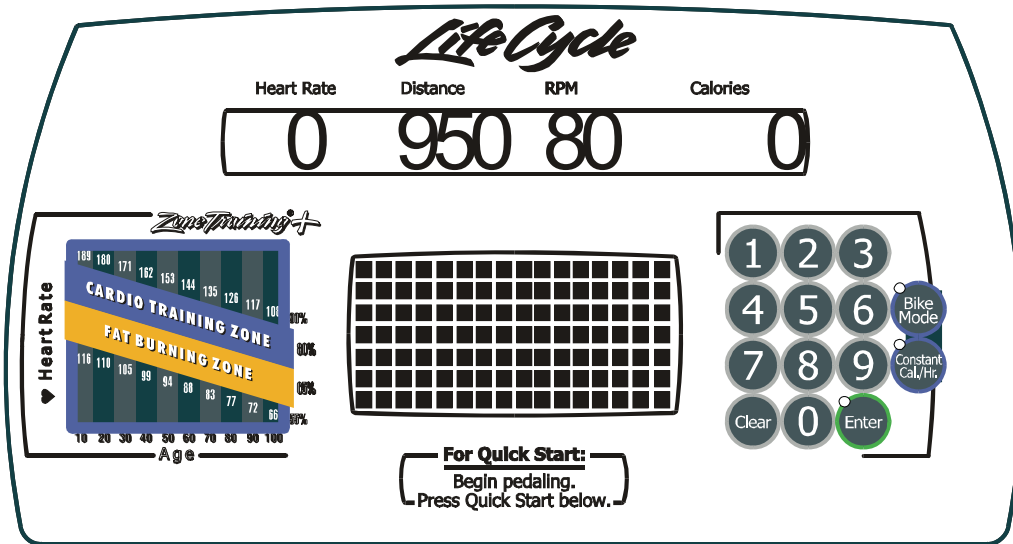 Life Cycle
Heart Rate Distance RPM Calories
0 950 80 0
Zone Training®+
189 180 171 162 153 144 135 126 117 108
CARDIO TRAINING ZONE
FAT BURNING ZONE
80%
116 110 105 99 94 88 83 77 72 66
10 20 30 40 50 60 70 80 90 100
Age
♥ Heart Rate
1 2 3
4 5 6
Bike
Mode
7 8 9
Constant
Cal./Hr.
Clear 0 Enter
For Quick Start:
Begin pedaling.
Press Quick Start below.